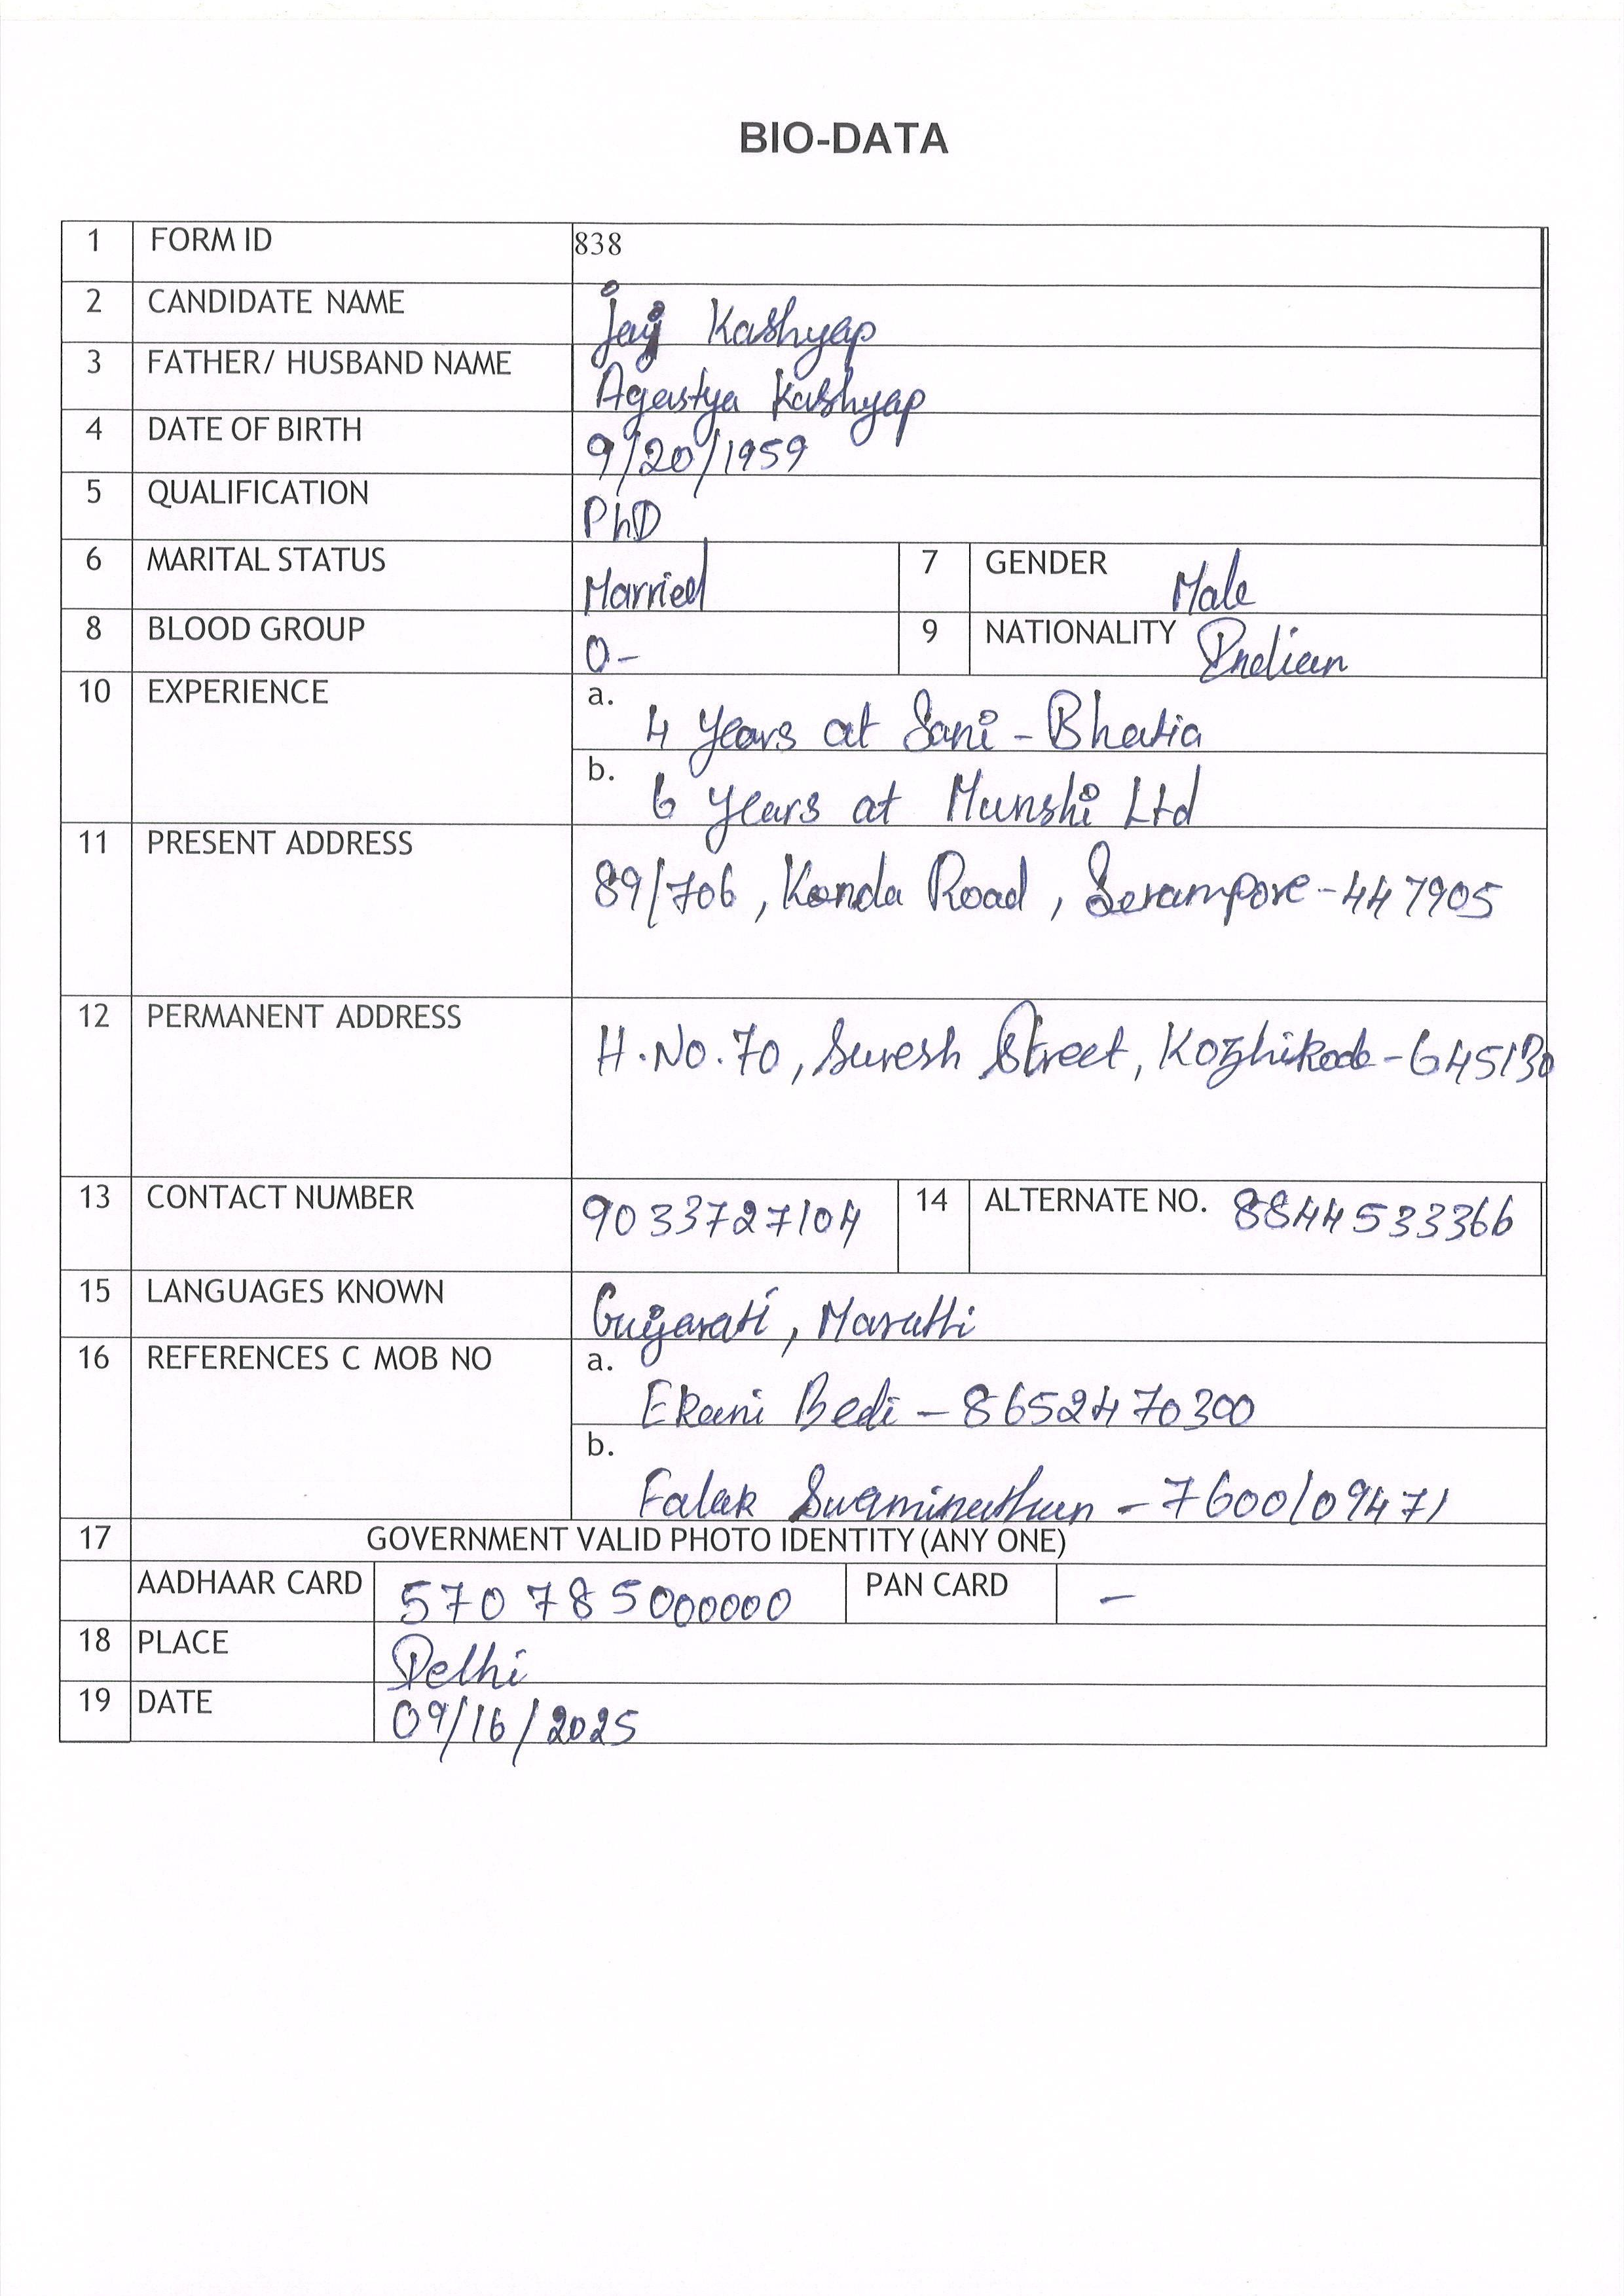 BIO-DATA
1 FORM ID 838
2 CANDIDATE NAME Jay Kashyap
3 FATHER/ HUSBAND NAME Agastya Kashyap
4 DATE OF BIRTH 9/20/1959
5 QUALIFICATION PhD
6 MARITAL STATUS Married 7 GENDER Male
8 BLOOD GROUP O- 9 NATIONALITY Indian
10 EXPERIENCE a. 4 Years at Sani - Bhatia
b. 6 years at Munshi Ltd
11 PRESENT ADDRESS 89/706, Konda Road, Serampore - 447905
12 PERMANENT ADDRESS H.No. 70, Suresh Street, Kozhikode - 645130
13 CONTACT NUMBER 9033727104 14 ALTERNATE NO. 8844533366
15 LANGUAGES KNOWN Gujarati, Marathi
16 REFERENCES C MOB NO a. Ekani Bedi - 8652470300
b. Falak Swaminathan - 7600109471
17 GOVERNMENT VALID PHOTO IDENTITY (ANY ONE)
AADHAAR CARD 570785000000 PAN CARD -
18 PLACE Delhi
19 DATE 09/16/2025